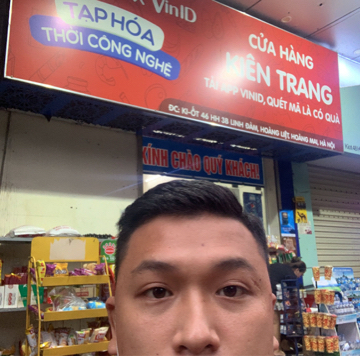 x VinID
TẠP HÓA
THỜI CÔNG NGHỆ
CỬA HÀNG
KIÊN TRANG
TẢI APP VINID, QUÉT MÃ LÀ CÓ QUÀ
ĐC: KI-ỐT 46 HH 3B LINH ĐÀM, HOÀNG LIỆT, HOÀNG MAI, HÀ NỘI
KÍNH CHÀO QUÝ KHÁCH!